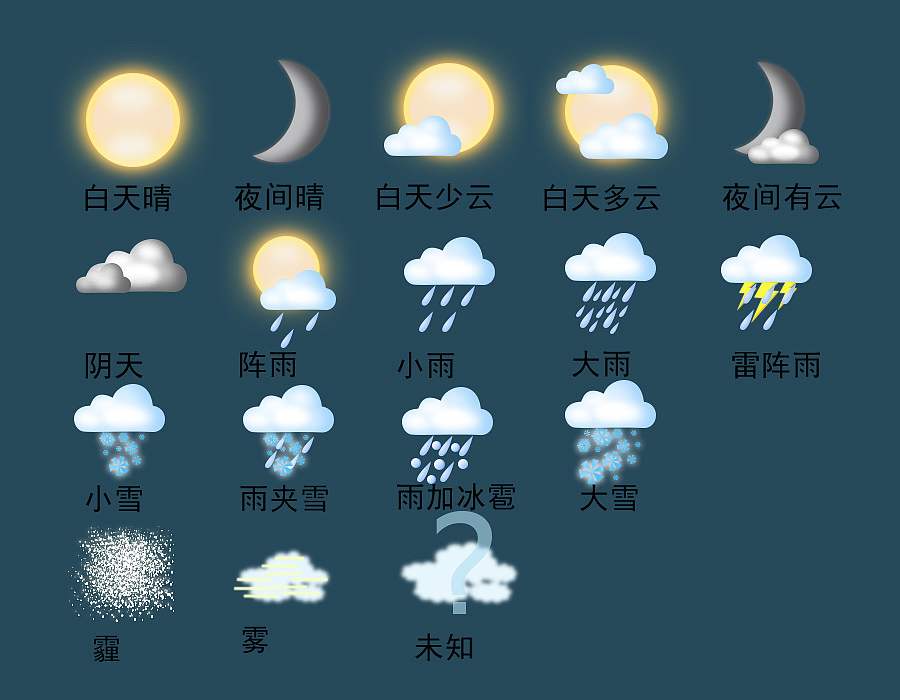 白天晴
夜间晴
白天少云
白天多云
夜间有云
阴天
阵雨
小雨
大雨
雷阵雨
小雪
雨夹雪
雨加冰雹
大雪
霾
雾
?
未知